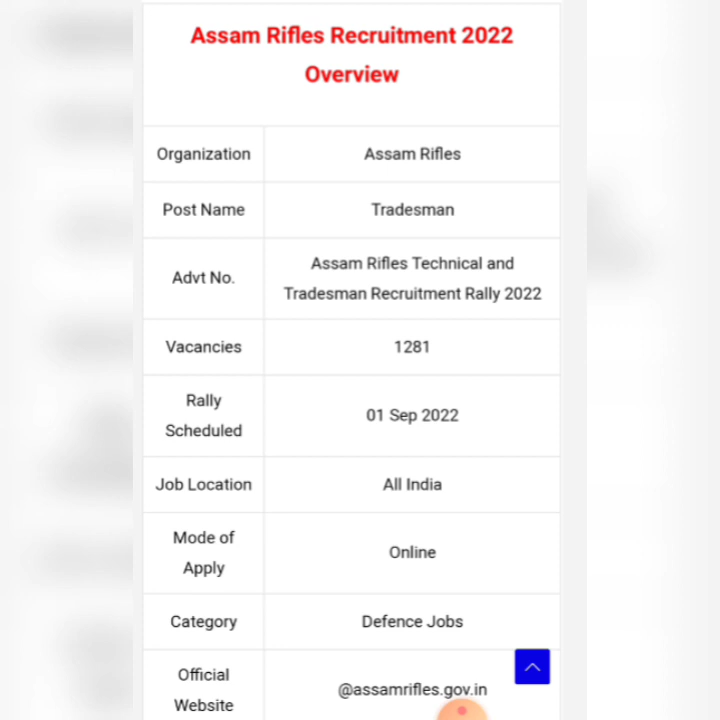 Assam Rifles Recruitment 2022
Overview
Organization
Assam Rifles
Post Name
Tradesman
Advt No.
Assam Rifles Technical and
Tradesman Recruitment Rally 2022
Vacancies
1281
Rally
Scheduled
01 Sep 2022
Job Location
All India
Mode of
Apply
Online
Category
Defence Jobs
Official
Website
@assamrifles.gov.in